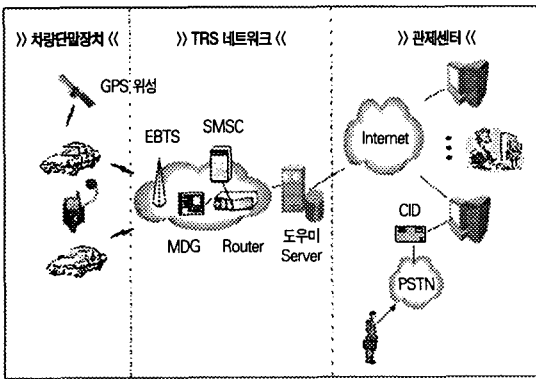 》 차량단말장치 《
》 TRS 네트워크 《
》 관제센터 《
GPS 위성
EBTS
SMSC
MDG
Router
도우미
Server
Internet
CID
PSTN